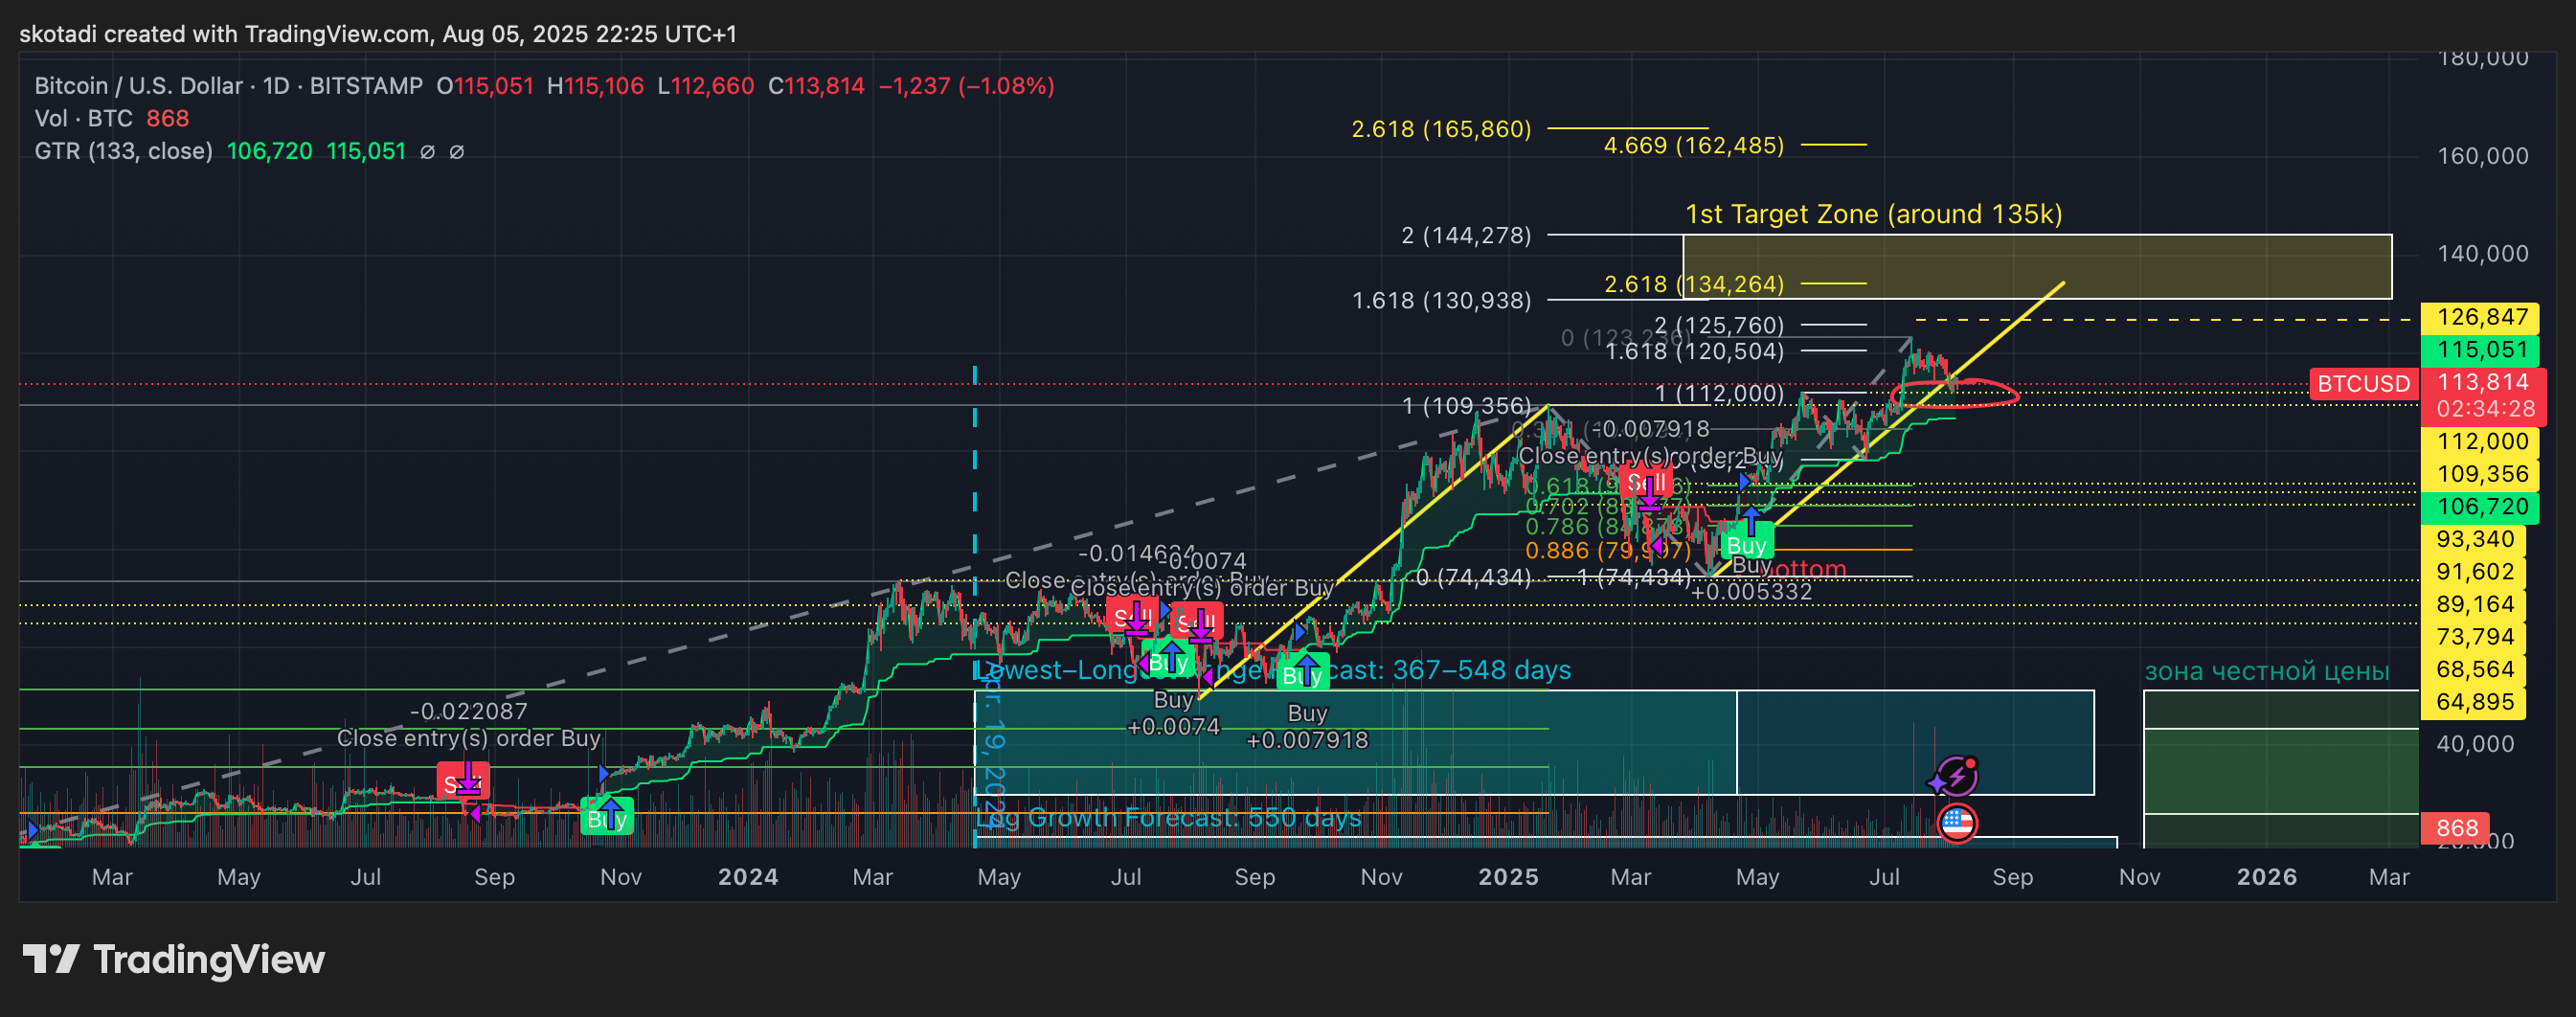 skotadi created with TradingView.com, Aug 05, 2025 22:25 UTC+1
Bitcoin / U.S. Dollar · 1D · BITSTAMP O115,051 H115,106 L112,660 C113,814 −1,237 (−1.08%)
Vol · BTC 868
GTR (133, close) 106,720 115,051 ∅ ∅
180,000
160,000
140,000
40,000
2.618 (165,860)
4.669 (162,485)
1st Target Zone (around 135k)
2 (144,278)
2.618 (134,264)
1.618 (130,938)
2 (125,760)
0 (123,236)
1.618 (120,504)
1 (112,000)
1 (109,356)
-0.007918
Close entry(s) order Buy
Sell
0.618
0.702
0.786
0.886 (79,997)
0 (74,434)
1 (74,434)
Buy
Buy
+0.005332
-0.014624
-0.0074
Close entry(s) order Buy
Close entry(s) order Buy
Sell
Sell
Buy
Buy
Buy
+0.0074
Buy
+0.007918
Forecast: 367–548 days
Apr. 19, 2024
Growth Forecast: 550 days
-0.022087
Close entry(s) order Buy
Sell
Buy
зона честной цены
126,847
115,051
BTCUSD 113,814
02:34:28
112,000
109,356
106,720
93,340
91,602
89,164
73,794
68,564
64,895
868
Mar May Jul Sep Nov 2024 Mar May Jul Sep Nov 2025 Mar May Jul Sep Nov 2026 Mar
TradingView